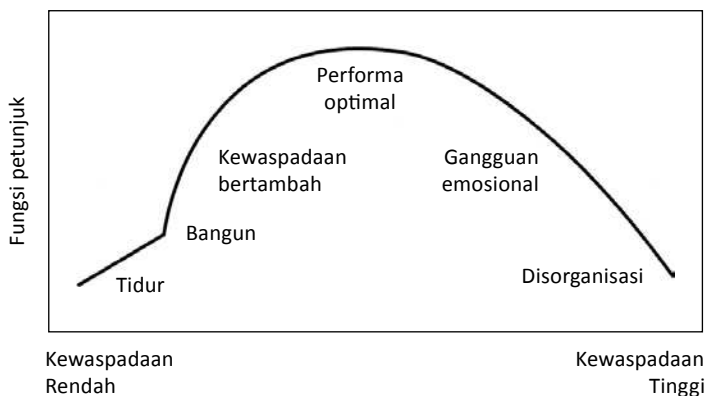 Fungsi petunjuk
Performa
optimal
Kewaspadaan
bertambah
Gangguan
emosional
Bangun
Tidur
Disorganisasi
Kewaspadaan
Rendah
Kewaspadaan
Tinggi